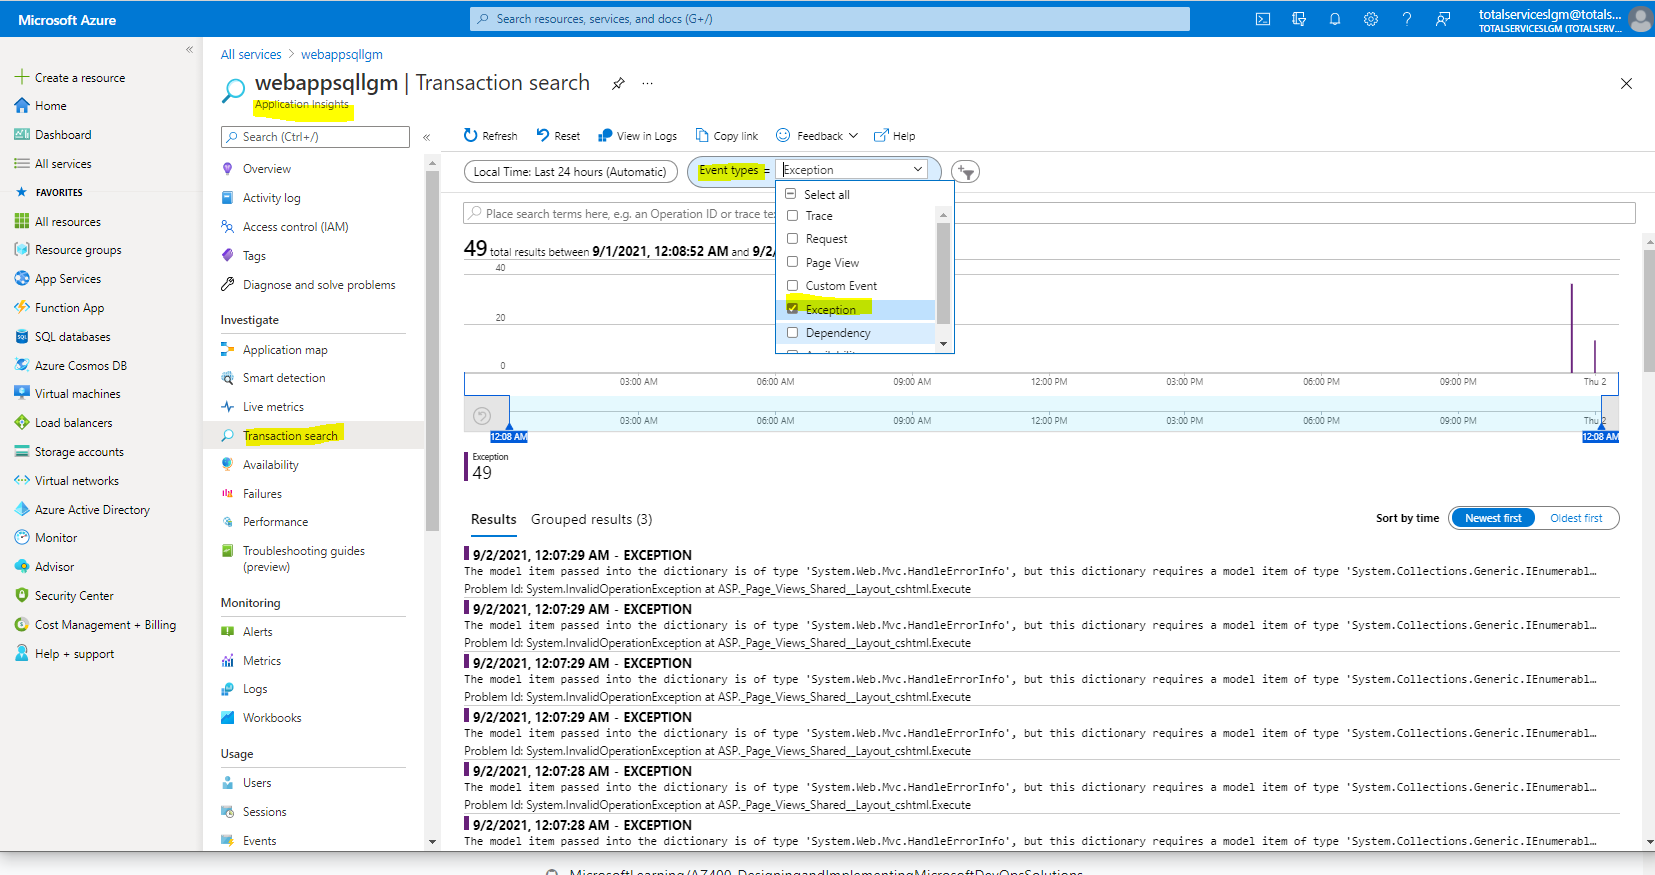 Microsoft Azure
Search resources, services, and docs (G+/)
totalserviceslgm@totals...
TOTALSERVICESLGM (TOTALSERV...
Create a resource
Home
Dashboard
All services
FAVORITES
All resources
Resource groups
App Services
Function App
SQL databases
Azure Cosmos DB
Virtual machines
Load balancers
Storage accounts
Virtual networks
Azure Active Directory
Monitor
Advisor
Security Center
Cost Management + Billing
Help + support
All services > webappsqllgm
webappsqllgm | Transaction search ...
Application Insights
Search (Ctrl+/)
Overview
Activity log
Access control (IAM)
Tags
Diagnose and solve problems
Investigate
Application map
Smart detection
Live metrics
Transaction search
Availability
Failures
Performance
Troubleshooting guides
(preview)
Monitoring
Alerts
Metrics
Logs
Workbooks
Usage
Users
Sessions
Events
Refresh Reset View in Logs Copy link Feedback Help
Local Time: Last 24 hours (Automatic) Event types = Exception
Select all
Trace
Request
Page View
Custom Event
Exception
Dependency
Place search terms here, e.g. an Operation ID or trace te
49 total results between 9/1/2021, 12:08:52 AM and 9/2/
40
20
0
03:00 AM 06:00 AM 09:00 AM 12:00 PM 03:00 PM 06:00 PM 09:00 PM Thu 2
03:00 AM 06:00 AM 09:00 AM 12:00 PM 03:00 PM 06:00 PM 09:00 PM Thu 2
12:08 AM 12:08 AM
Exception
49
Results Grouped results (3) Sort by time Newest first Oldest first
9/2/2021, 12:07:29 AM - EXCEPTION
The model item passed into the dictionary is of type 'System.Web.Mvc.HandleErrorInfo', but this dictionary requires a model item of type 'System.Collections.Generic.IEnumerabl...
Problem Id: System.InvalidOperationException at ASP._Page_Views_Shared__Layout_cshtml.Execute
9/2/2021, 12:07:29 AM - EXCEPTION
The model item passed into the dictionary is of type 'System.Web.Mvc.HandleErrorInfo', but this dictionary requires a model item of type 'System.Collections.Generic.IEnumerabl...
Problem Id: System.InvalidOperationException at ASP._Page_Views_Shared__Layout_cshtml.Execute
9/2/2021, 12:07:29 AM - EXCEPTION
The model item passed into the dictionary is of type 'System.Web.Mvc.HandleErrorInfo', but this dictionary requires a model item of type 'System.Collections.Generic.IEnumerabl...
Problem Id: System.InvalidOperationException at ASP._Page_Views_Shared__Layout_cshtml.Execute
9/2/2021, 12:07:29 AM - EXCEPTION
The model item passed into the dictionary is of type 'System.Web.Mvc.HandleErrorInfo', but this dictionary requires a model item of type 'System.Collections.Generic.IEnumerabl...
Problem Id: System.InvalidOperationException at ASP._Page_Views_Shared__Layout_cshtml.Execute
9/2/2021, 12:07:28 AM - EXCEPTION
The model item passed into the dictionary is of type 'System.Web.Mvc.HandleErrorInfo', but this dictionary requires a model item of type 'System.Collections.Generic.IEnumerabl...
Problem Id: System.InvalidOperationException at ASP._Page_Views_Shared__Layout_cshtml.Execute
9/2/2021, 12:07:28 AM - EXCEPTION
The model item passed into the dictionary is of type 'System.Web.Mvc.HandleErrorInfo', but this dictionary requires a model item of type 'System.Collections.Generic.IEnumerabl...
MicrosoftLearning/AZ400-DesigningandImplementingMicrosoftDevOpsSolutions